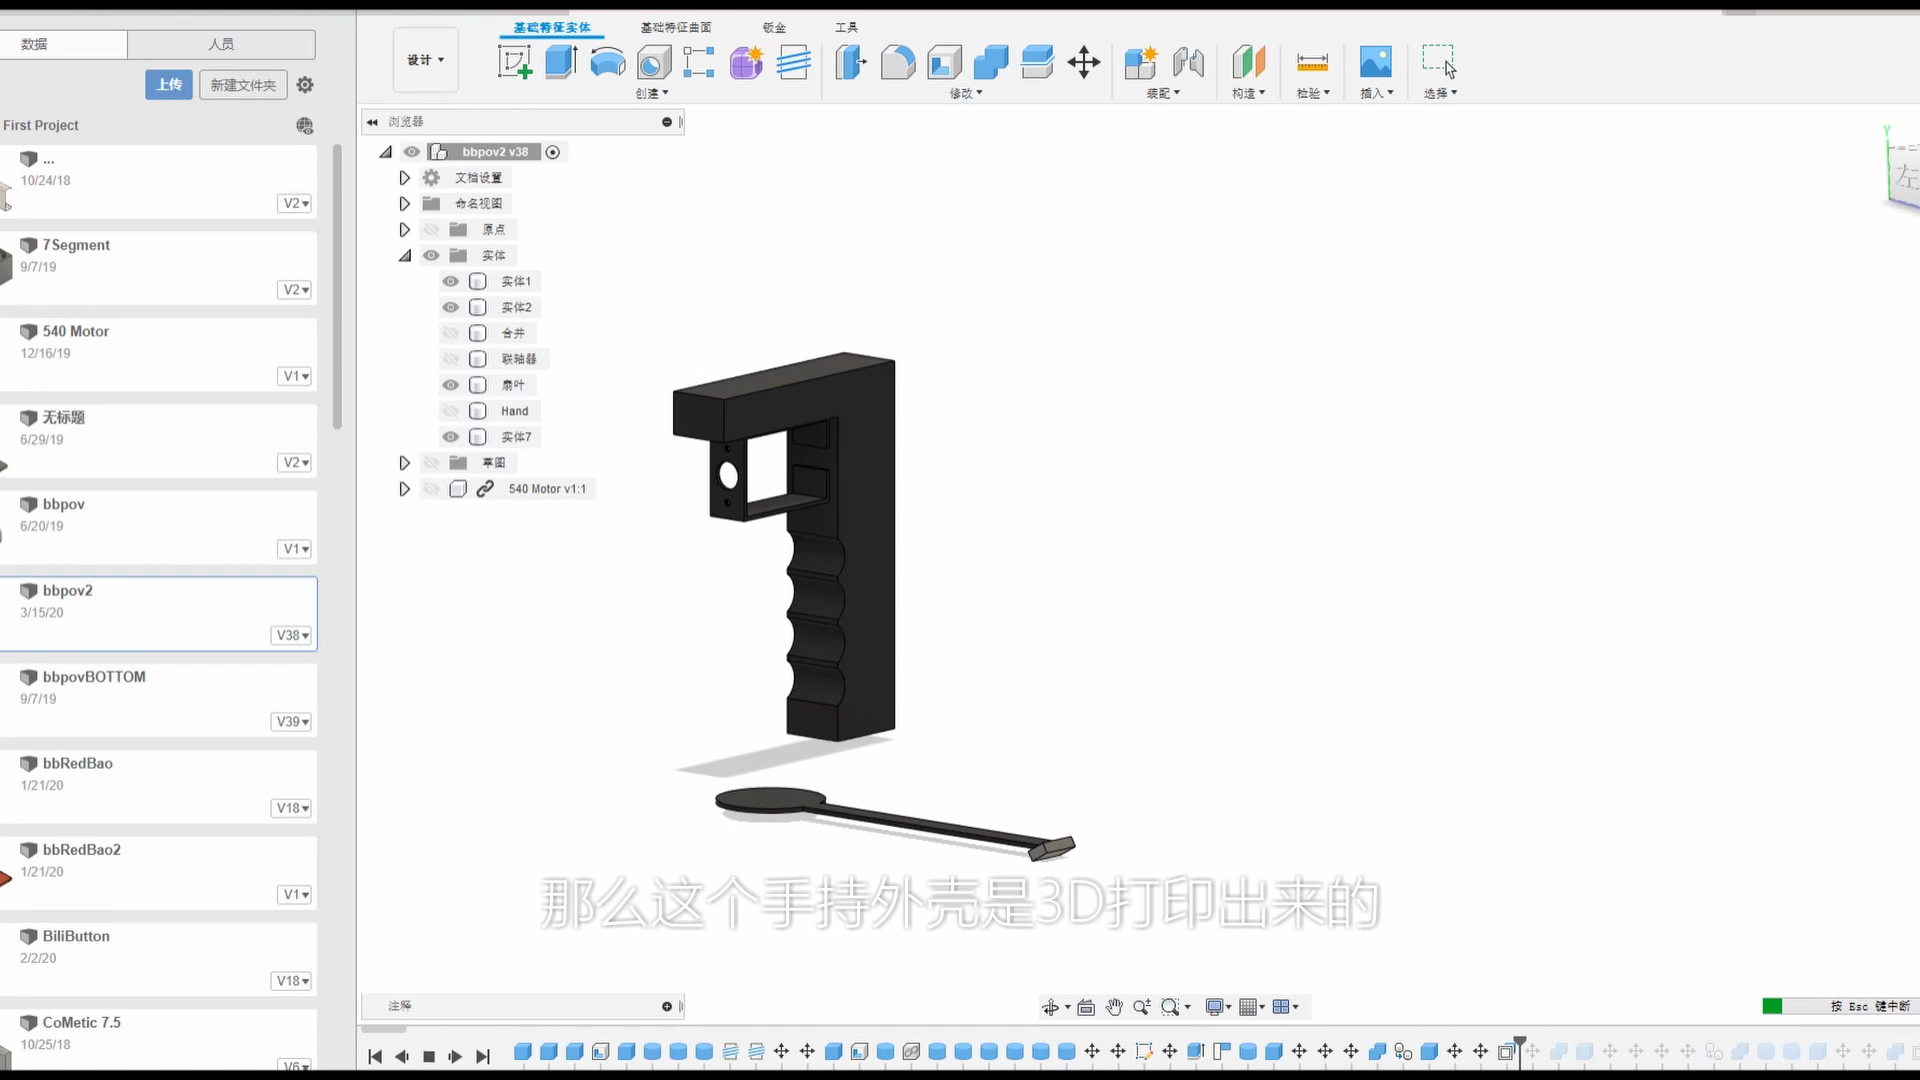 数据
人员
上传
新建文件夹
First Project
...
10/24/18
V2
7Segment
9/7/19
V2
540 Motor
12/16/19
V1
无标题
6/29/19
V2
bbpov
6/20/19
V1
bbpov2
3/15/20
V38
bbpovBOTTOM
9/7/19
V39
bbRedBao
1/21/20
V18
bbRedBao2
1/21/20
V1
BiliButton
2/2/20
V18
CoMetic 7.5
10/25/18
V6
设计
基础特征实体
基础特征曲面
钣金
工具
创建
修改
装配
构造
检验
插入
选择
浏览器
bbpov2 v38
文档设置
命名视图
原点
实体
实体1
实体2
合并
联轴器
扇叶
Hand
实体7
草图
540 Motor v1:1
Y
左
那么这个手持外壳是3D打印出来的
注释
按 Esc 键中断